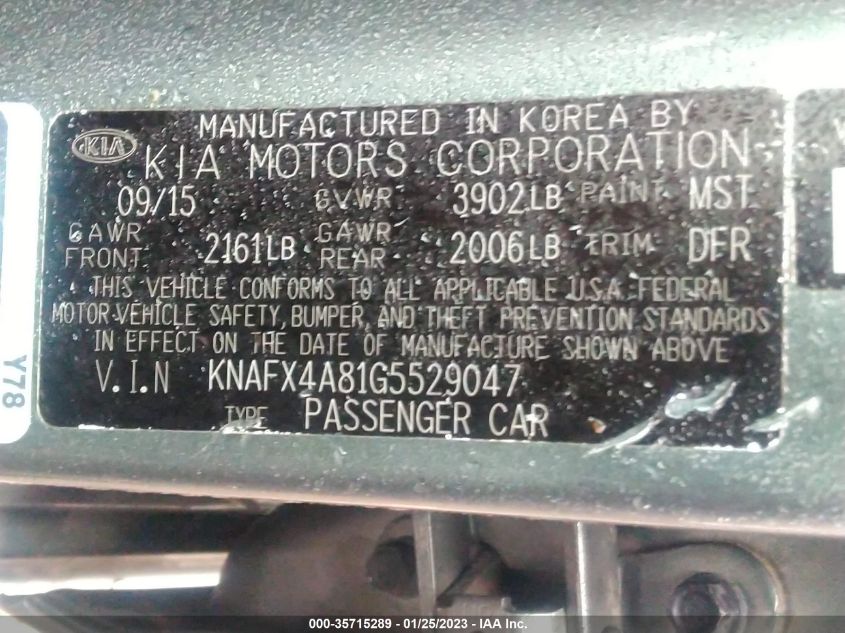 MANUFACTURED IN KOREA BY
KIA KIA MOTORS CORPORATION
09/15 GVWR 3902LB PAINT MST
GAWR FRONT 2161LB GAWR REAR 2006LB TRIM DFR
THIS VEHICLE CONFORMS TO ALL APPLICABLE U.S.A. FEDERAL
MOTOR VEHICLE SAFETY, BUMPER, AND THEFT PREVENTION STANDARDS
IN EFFECT ON THE DATE OF MANUFACTURE SHOWN ABOVE
V.I.N KNAFX4A81G5529047
TYPE PASSENGER CAR
Y78
000-35715289 - 01/25/2023 - IAA Inc.